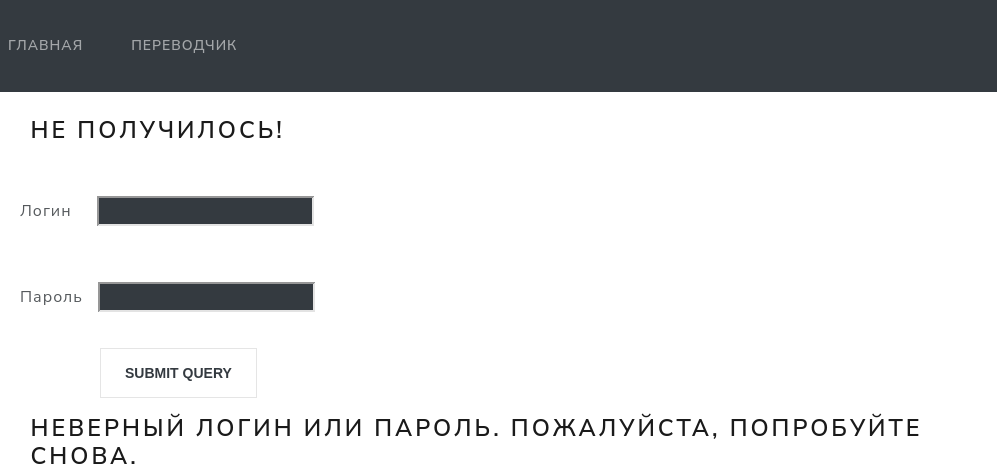 ГЛАВНАЯ ПЕРЕВОДЧИК
НЕ ПОЛУЧИЛОСЬ!
Логин
Пароль
SUBMIT QUERY
НЕВЕРНЫЙ ЛОГИН ИЛИ ПАРОЛЬ. ПОЖАЛУЙСТА, ПОПРОБУЙТЕ
СНОВА.